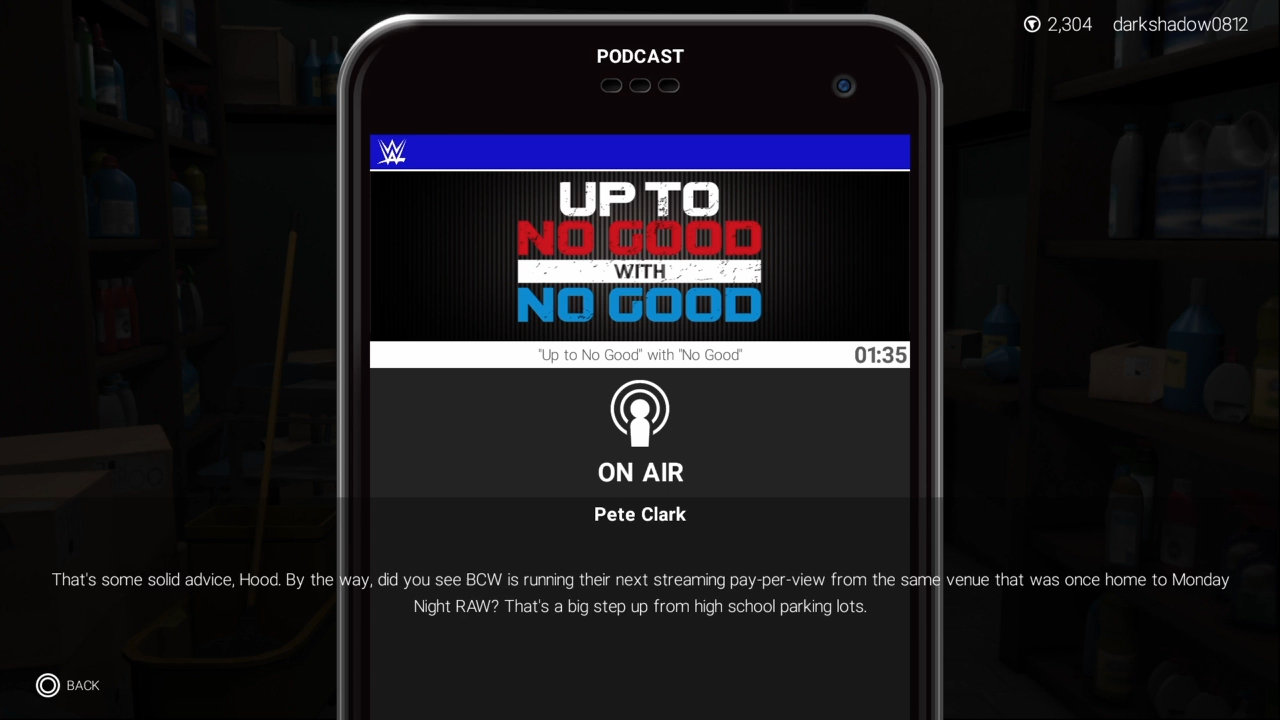 2,304 darkshadow0812
PODCAST
W
UP TO
NO GOOD
WITH
NO GOOD
"Up to No Good" with "No Good" 01:35
ON AIR
Pete Clark
That's some solid advice, Hood. By the way, did you see BCW is running their next streaming pay-per-view from the same venue that was once home to Monday
Night RAW? That's a big step up from high school parking lots.
BACK